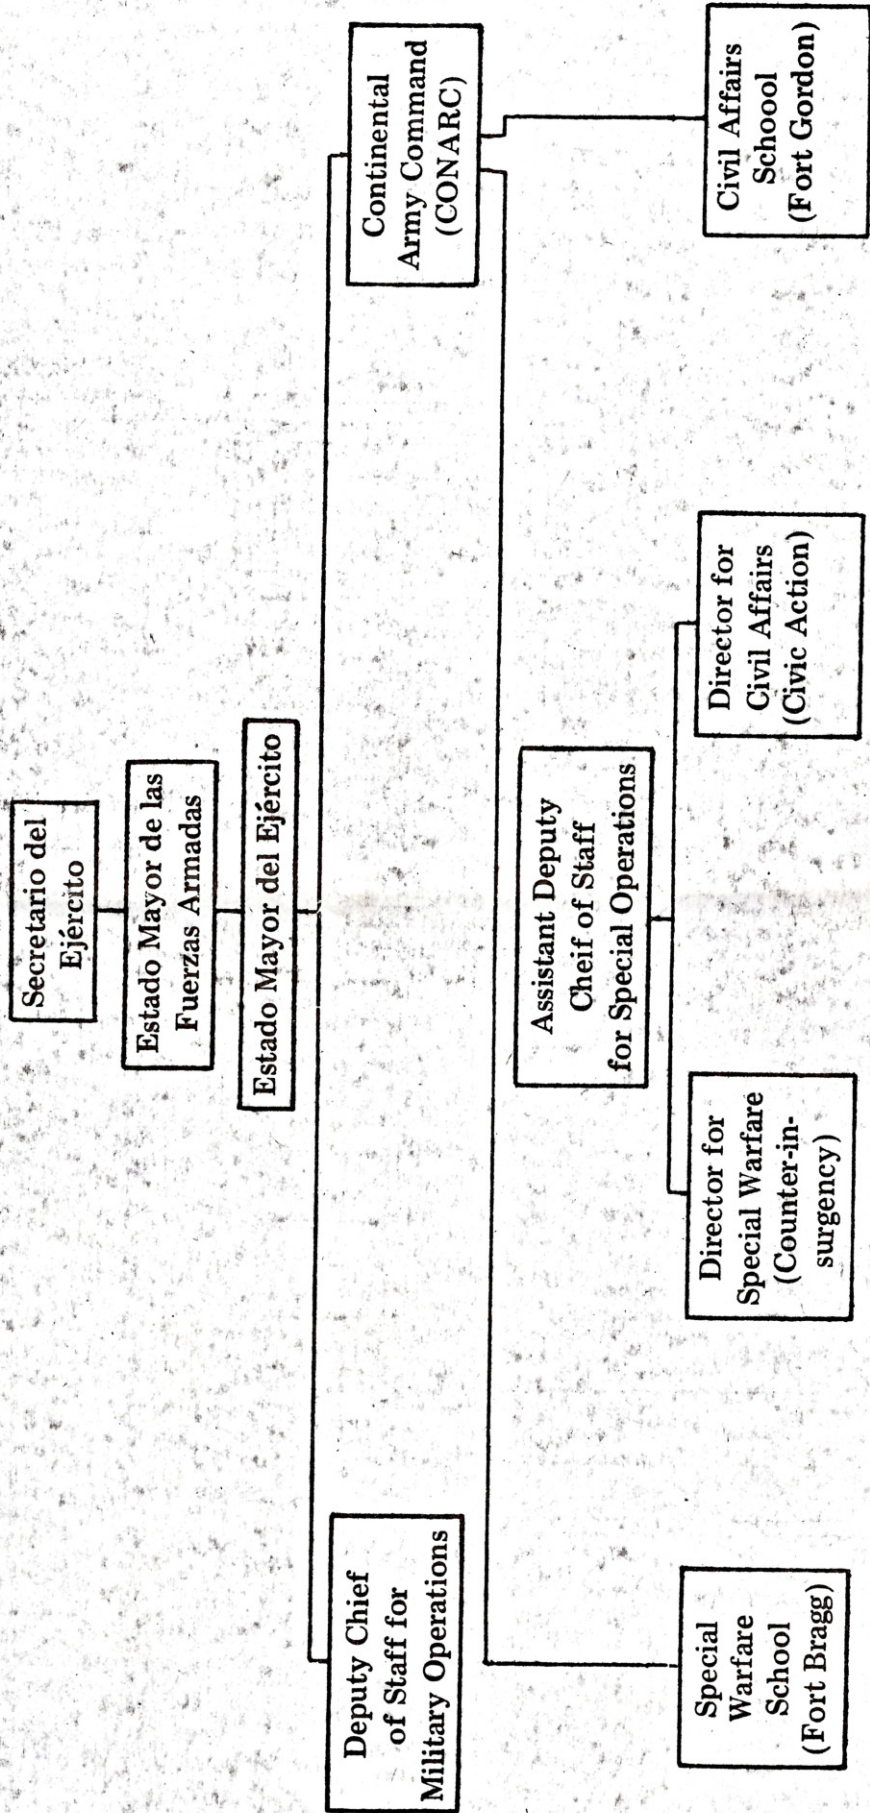 Secretario del
Ejército
Estado Mayor de las
Fuerzas Armadas
Estado Mayor del Ejército
Deputy Chief
of Staff for
Military Operations
Continental
Army Command
(CONARC)
Assistant Deputy
Cheif of Staff
for Special Operations
Special
Warfare
School
(Fort Bragg)
Director for
Special Warfare
(Counter-in-
surgency)
Director for
Civil Affairs
(Civic Action)
Civil Affairs
Schoool
(Fort Gordon)